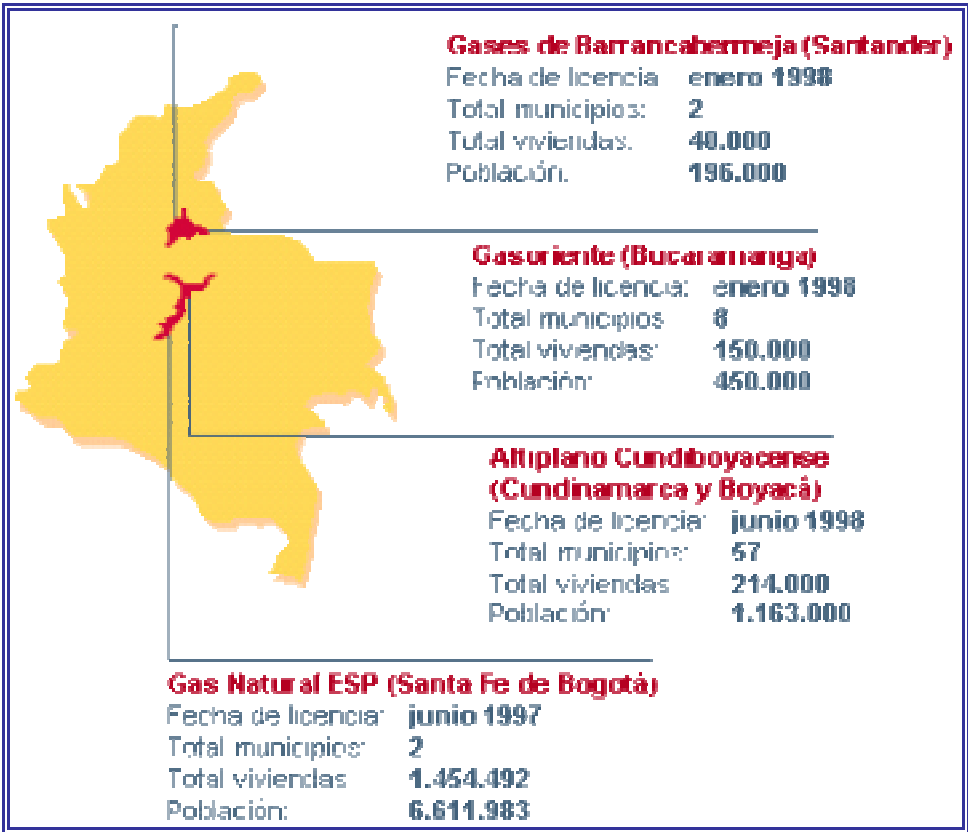 Gases de Barrancabermeja (Santander)
Fecha de licencia enero 1998
Total municipios: 2
Total viviendas: 40.000
Población: 196.000
Gasoriente (Bucaramanga)
Fecha de licencia: enero 1998
Total municipios 8
Total viviendas: 150.000
Población: 450.000
Altiplano Cundiboyacense
(Cundinamarca y Boyacá)
Fecha de licencia: junio 1998
Total municipios: 57
Total viviendas 214.000
Población: 1.163.000
Gas Natural ESP (Santa Fe de Bogotá)
Fecha de licencia: junio 1997
Total municipios: 2
Total viviendas 1.454.492
Población: 6.611.983